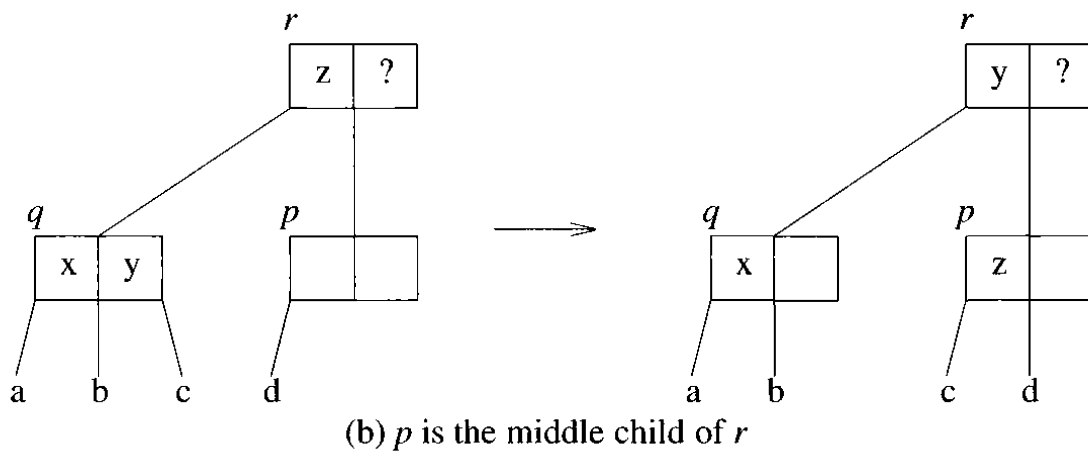 r r
z ? y ?
q p q p
x y x z
a b c d a b c d
(b) p is the middle child of r